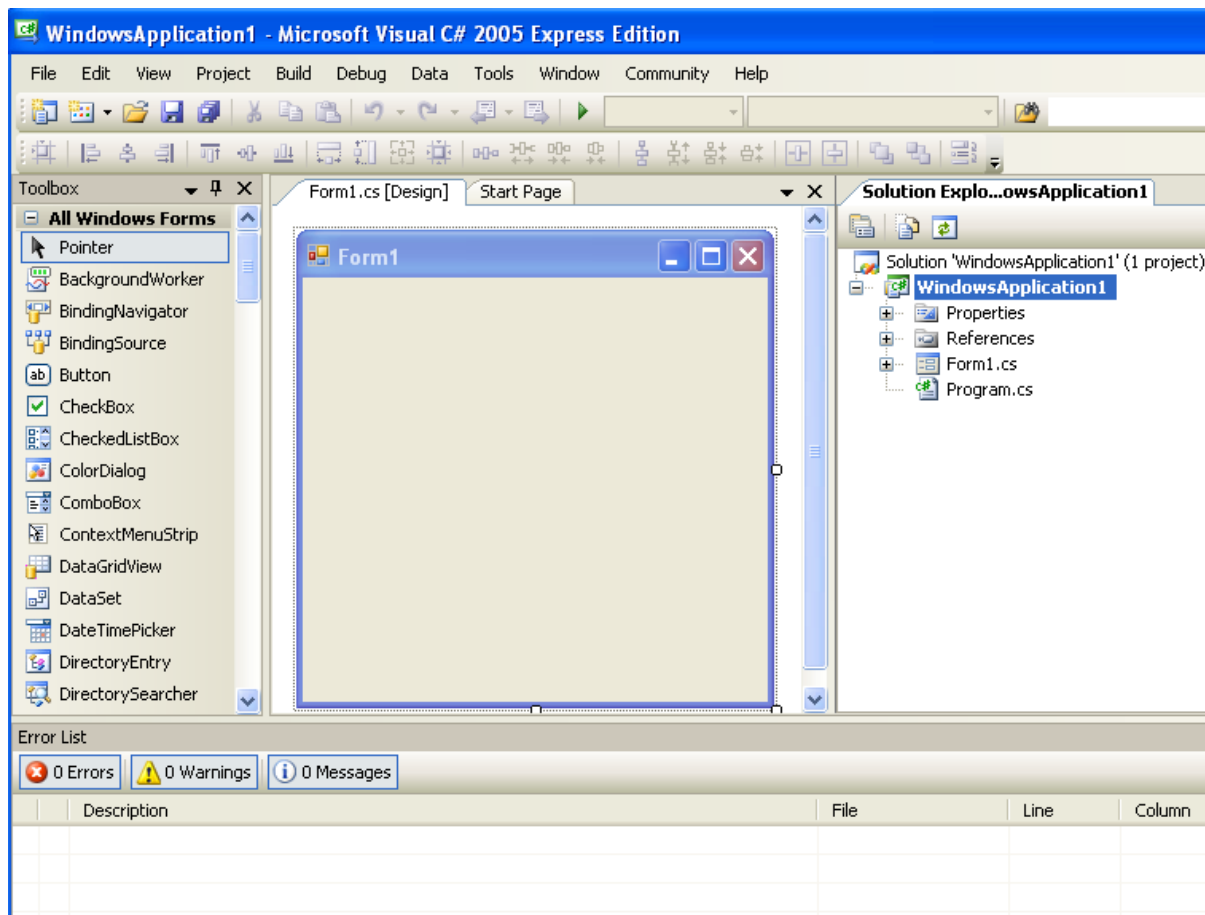 WindowsApplication1 - Microsoft Visual C# 2005 Express Edition
File Edit View Project Build Debug Data Tools Window Community Help
Toolbox
All Windows Forms
Pointer
BackgroundWorker
BindingNavigator
BindingSource
Button
CheckBox
CheckedListBox
ColorDialog
ComboBox
ContextMenuStrip
DataGridView
DataSet
DateTimePicker
DirectoryEntry
DirectorySearcher
Form1.cs [Design] Start Page
Form1
Solution Explo...owsApplication1
Solution 'WindowsApplication1' (1 project)
WindowsApplication1
Properties
References
Form1.cs
Program.cs
Error List
0 Errors 0 Warnings 0 Messages
Description File Line Column